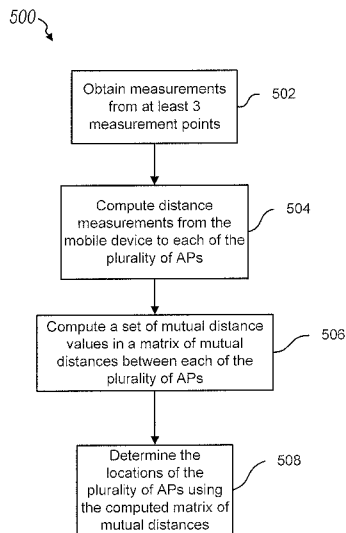 500
Obtain measurements
from at least 3
measurement points
502
Compute distance
measurements from the
mobile device to each of the
plurality of APs
504
Compute a set of mutual distance
values in a matrix of mutual
distances between each of the
plurality of APs
506
Determine the
locations of the
plurality of APs using
the computed matrix of
mutual distances
508